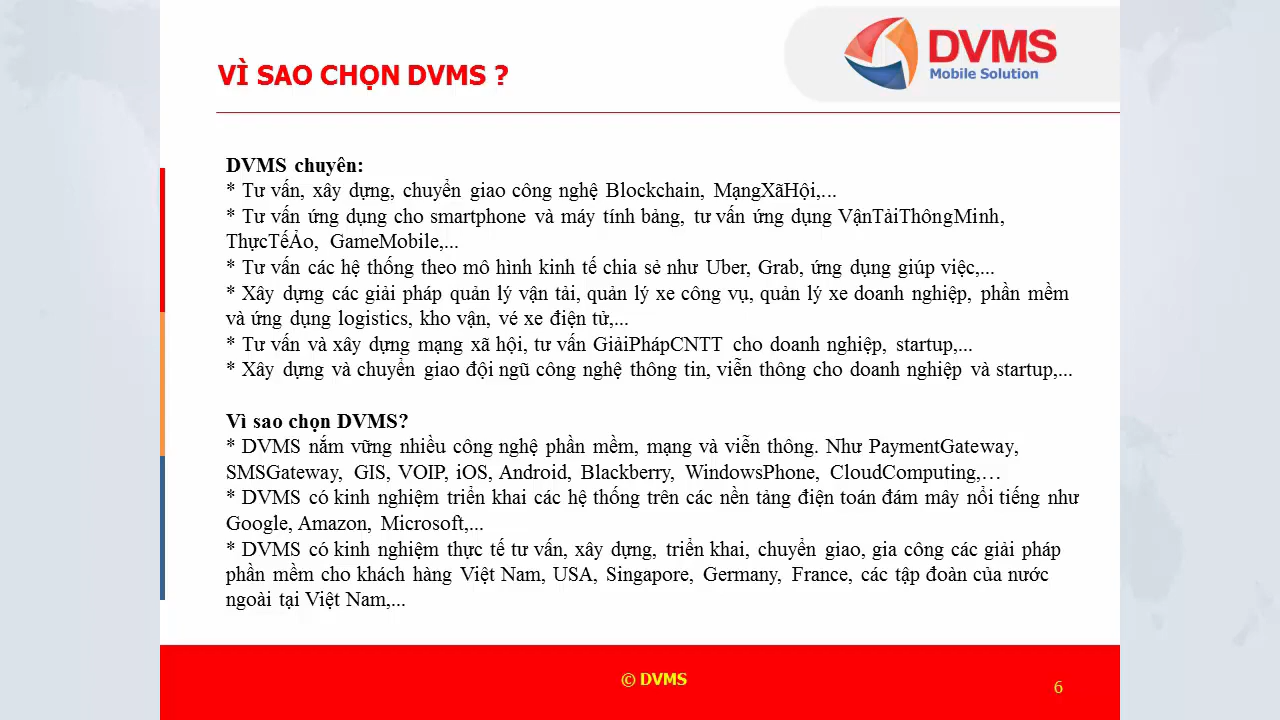 VÌ SAO CHỌN DVMS ?
DVMS
Mobile Solution
DVMS chuyên:
* Tư vấn, xây dựng, chuyển giao công nghệ Blockchain, MạngXãHội,...
* Tư vấn ứng dụng cho smartphone và máy tính bảng, tư vấn ứng dụng VậnTảiThôngMinh,
ThựcTếẢo, GameMobile,...
* Tư vấn các hệ thống theo mô hình kinh tế chia sẻ như Uber, Grab, ứng dụng giúp việc,...
* Xây dựng các giải pháp quản lý vận tải, quản lý xe công vụ, quản lý xe doanh nghiệp, phần mềm
và ứng dụng logistics, kho vận, vé xe điện tử,...
* Tư vấn và xây dựng mạng xã hội, tư vấn GiảiPhápCNTT cho doanh nghiệp, startup,...
* Xây dựng và chuyển giao đội ngũ công nghệ thông tin, viễn thông cho doanh nghiệp và startup,...
Vì sao chọn DVMS?
* DVMS nắm vững nhiều công nghệ phần mềm, mạng và viễn thông. Như PaymentGateway,
SMSGateway, GIS, VOIP, iOS, Android, Blackberry, WindowsPhone, CloudComputing,…
* DVMS có kinh nghiệm triển khai các hệ thống trên các nền tảng điện toán đám mây nổi tiếng như
Google, Amazon, Microsoft,...
* DVMS có kinh nghiệm thực tế tư vấn, xây dựng, triển khai, chuyển giao, gia công các giải pháp
phần mềm cho khách hàng Việt Nam, USA, Singapore, Germany, France, các tập đoàn của nước
ngoài tại Việt Nam,...
© DVMS
6